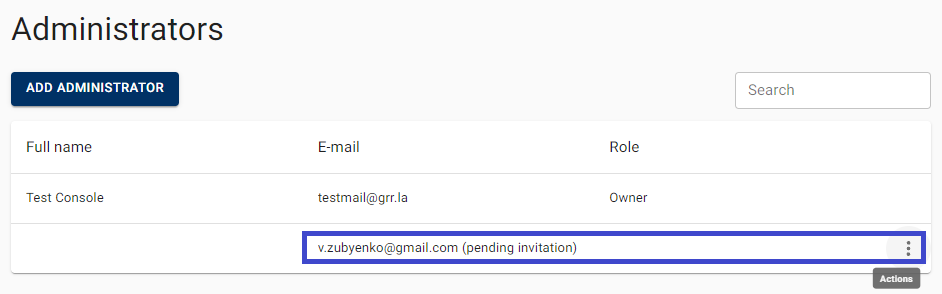 Administrators
ADD ADMINISTRATOR
Search
Full name E-mail Role
Test Console testmail@grr.la Owner
v.zubyenko@gmail.com (pending invitation)
Actions